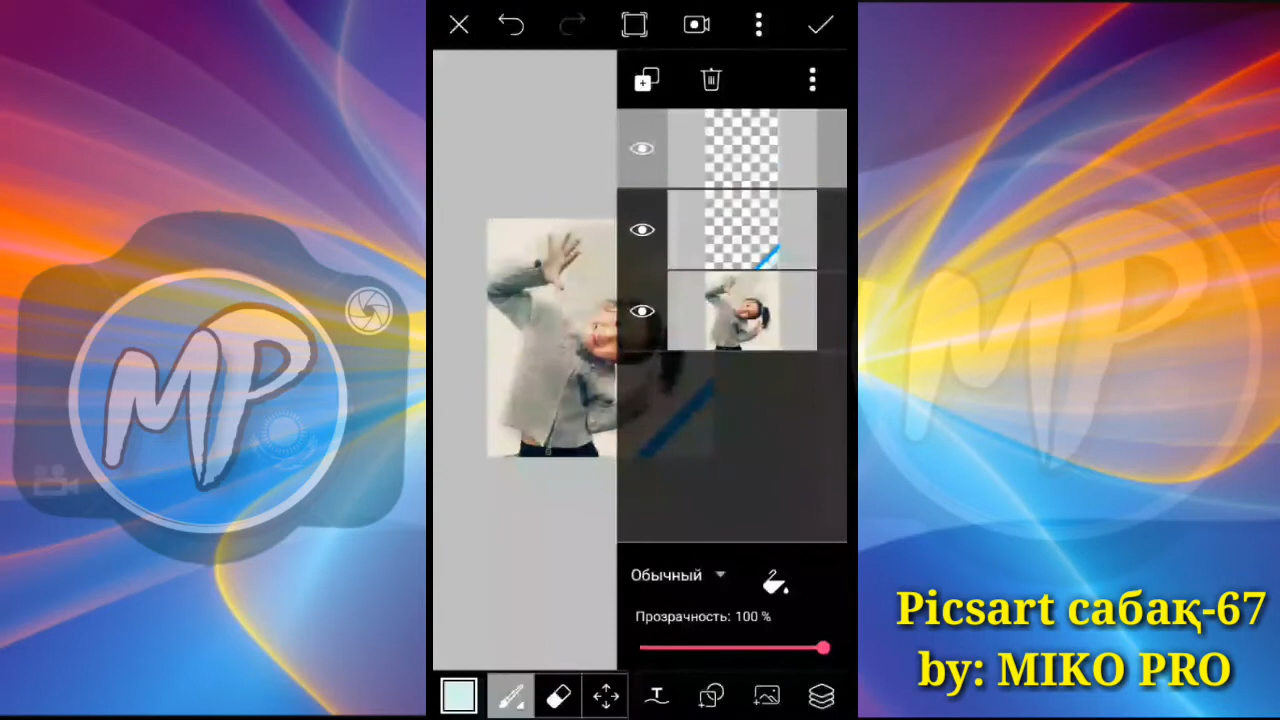 MP
Обычный
Прозрачность: 100 %
T
Picsart сабақ-67
by: MIKO PRO
MP